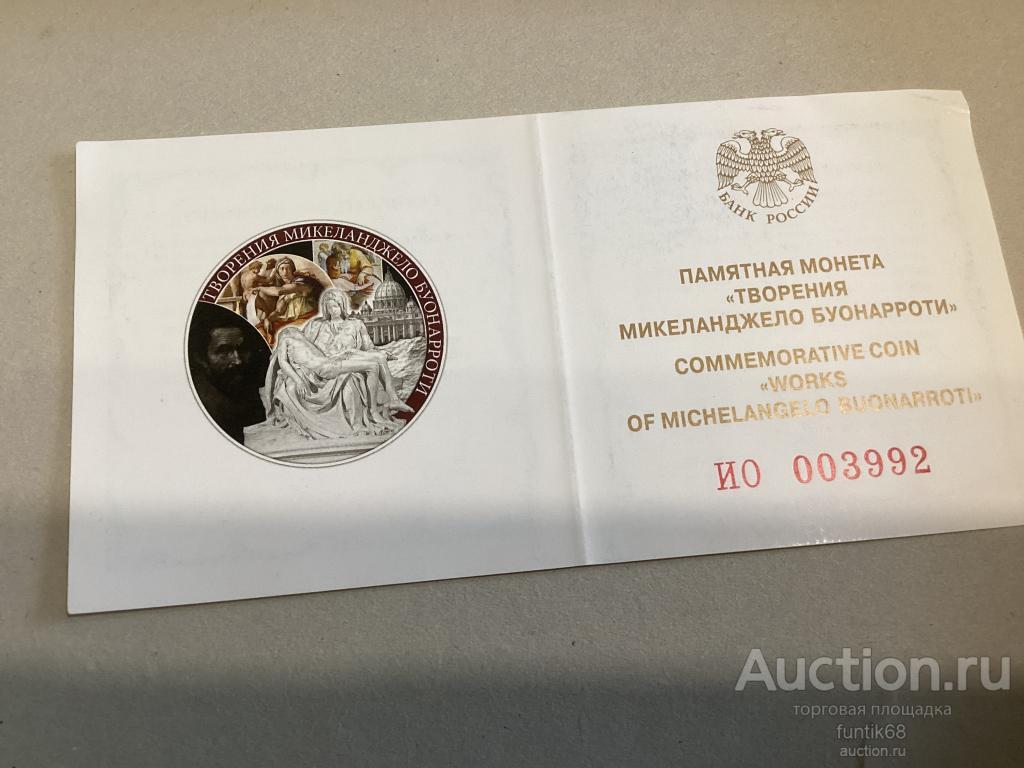 ТВОРЕНИЯ МИКЕЛАНДЖЕЛО БУОНАРРОТИ
БАНК РОССИИ
ПАМЯТНАЯ МОНЕТА
«ТВОРЕНИЯ
МИКЕЛАНДЖЕЛО БУОНАРРОТИ»
COMMEMORATIVE COIN
«WORKS
OF MICHELANGELO BUONARROTI»
ИО 003992
Auction.ru
торговая площадка
funtik68
auction.ru